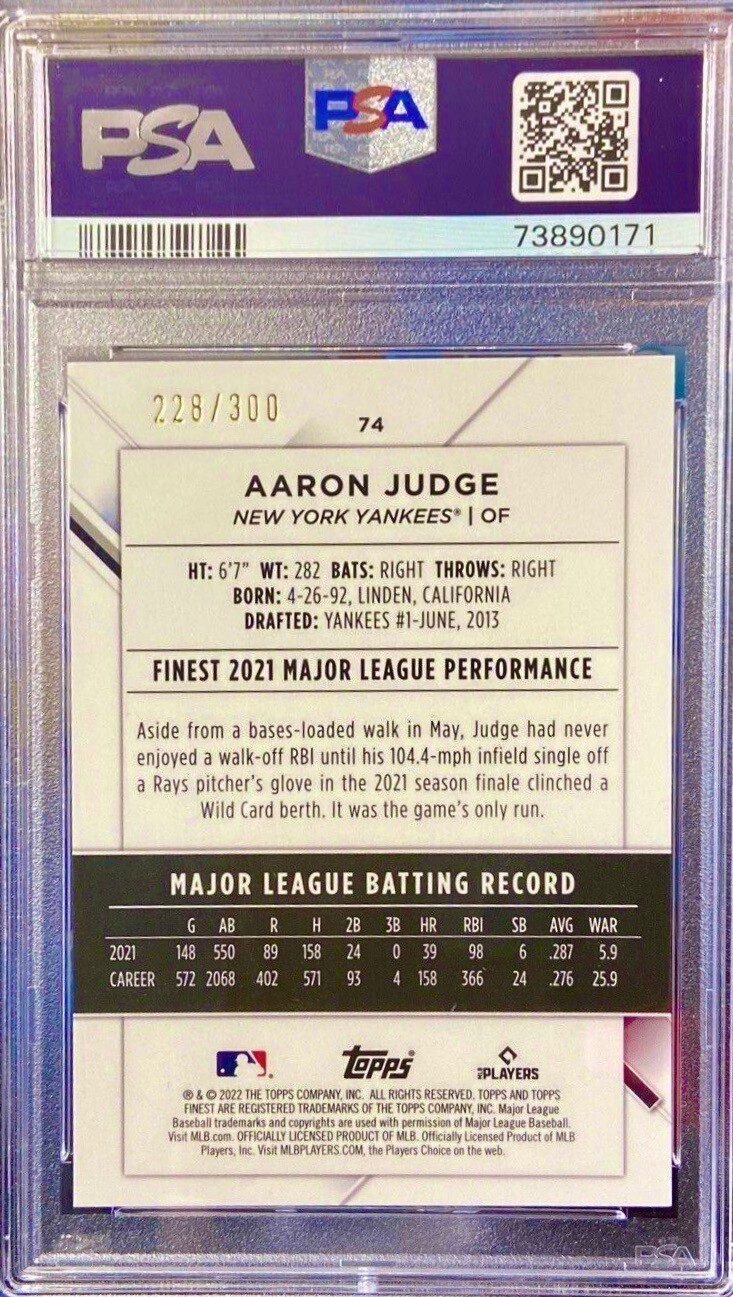 PSA
PSA
73890171
228/300
74
AARON JUDGE
NEW YORK YANKEES® | OF
HT: 6'7" WT: 282 BATS: RIGHT THROWS: RIGHT
BORN: 4-26-92, LINDEN, CALIFORNIA
DRAFTED: YANKEES #1-JUNE, 2013
FINEST 2021 MAJOR LEAGUE PERFORMANCE
Aside from a bases-loaded walk in May, Judge had never
enjoyed a walk-off RBI until his 104.4-mph infield single off
a Rays pitcher's glove in the 2021 season finale clinched a
Wild Card berth. It was the game's only run.
MAJOR LEAGUE BATTING RECORD
G AB R H 2B 3B HR RBI SB AVG WAR
2021 148 550 89 158 24 0 39 98 6 .287 5.9
CAREER 572 2068 402 571 93 4 158 366 24 .276 25.9
Topps® PLAYERS
® & © 2022 THE TOPPS COMPANY, INC. ALL RIGHTS RESERVED. TOPPS AND TOPPS
FINEST ARE REGISTERED TRADEMARKS OF THE TOPPS COMPANY, INC. Major League
Baseball trademarks and copyrights are used with permission of Major League Baseball.
Visit MLB.com. OFFICIALLY LICENSED PRODUCT OF MLB. Officially Licensed Product of MLB
Players, Inc. Visit MLBPLAYERS.COM, the Players Choice on the web.
PSA